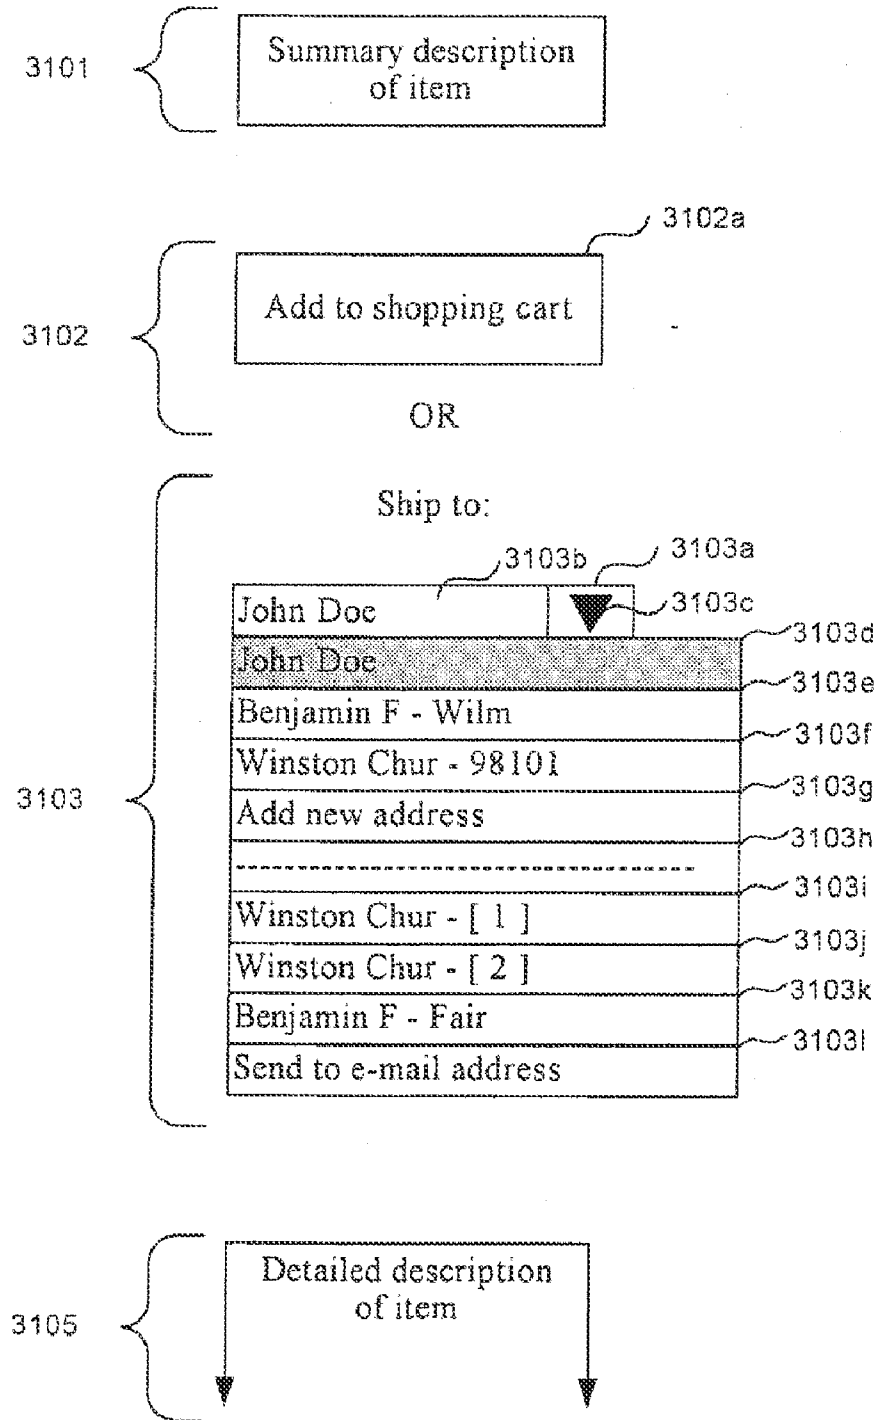 3101
Summary description
of item
3102a
3102
Add to shopping cart
OR
3103
Ship to:
3103b
3103a
John Doe
3103c
3103d
John Doe
3103e
Benjamin F - Wilm
3103f
Winston Chur - 98101
3103g
Add new address
3103h
--------------------------------------
3103i
Winston Chur - [ 1 ]
3103j
Winston Chur - [ 2 ]
3103k
Benjamin F - Fair
3103l
Send to e-mail address
3105
Detailed description
of item